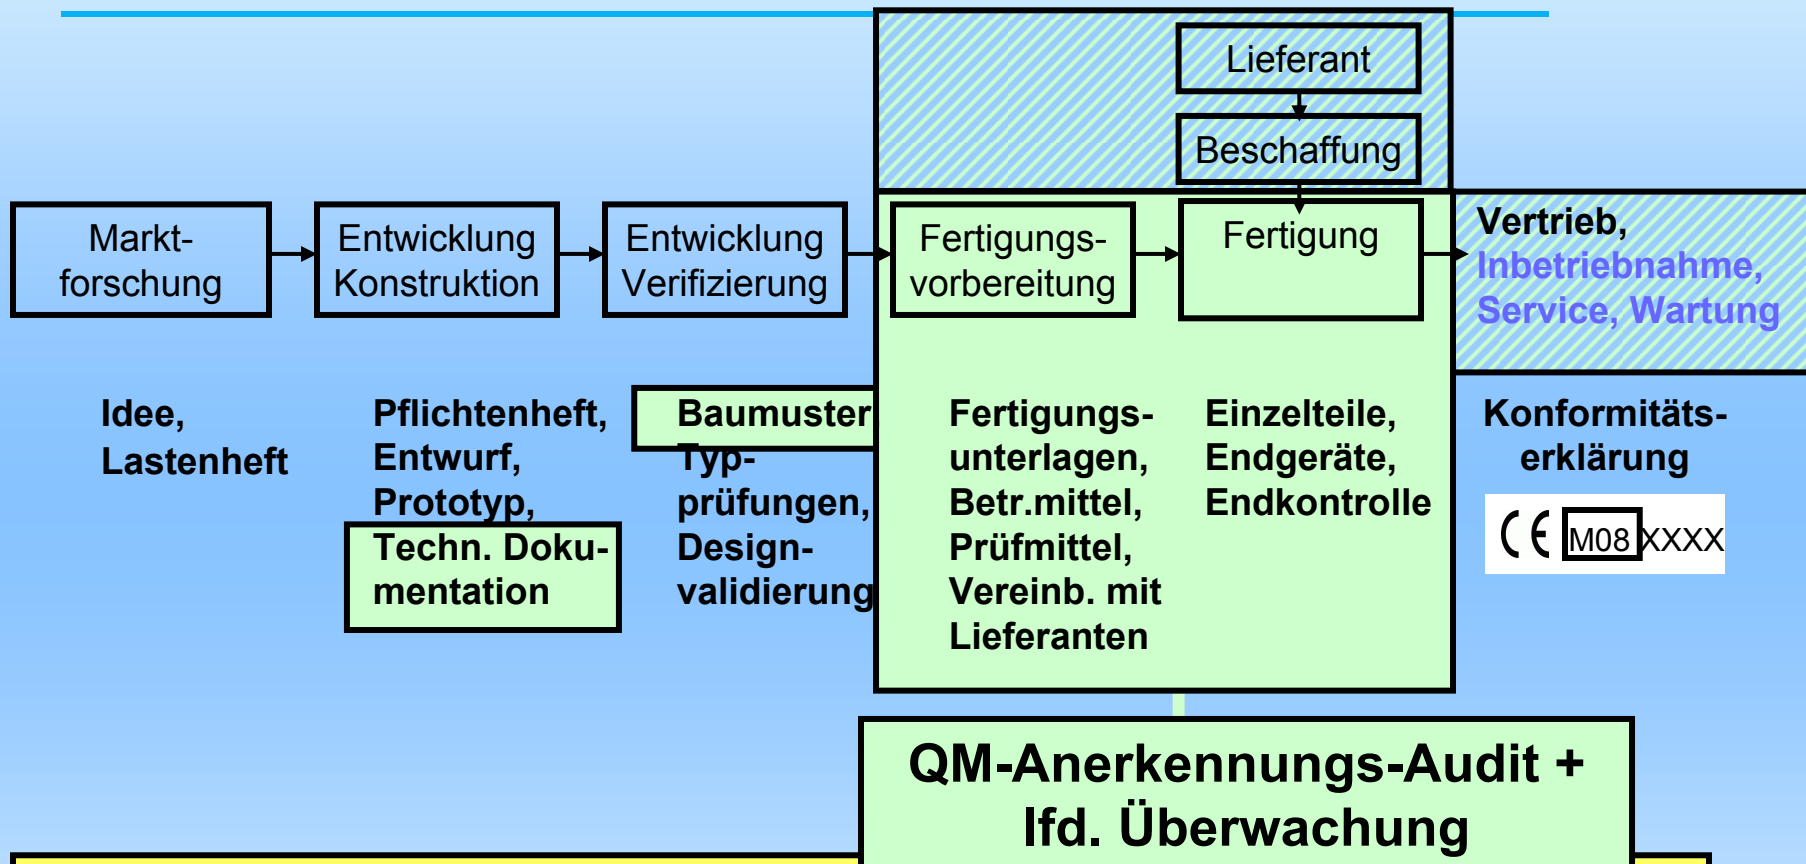 Lieferant
Beschaffung
Markt-
forschung
Entwicklung
Konstruktion
Entwicklung
Verifizierung
Fertigungs-
vorbereitung
Fertigung
Vertrieb,
Inbetriebnahme,
Service, Wartung
Idee,
Lastenheft
Pflichtenheft,
Entwurf,
Prototyp,
Techn. Doku-
mentation
Baumuster
Typ-
prüfungen,
Design-
validierung
Fertigungs-
unterlagen,
Betr.mittel,
Prüfmittel,
Vereinb. mit
Lieferanten
Einzelteile,
Endgeräte,
Endkontrolle
Konformitäts-
erklärung
CE M08 XXXX
QM-Anerkennungs-Audit +
lfd. Überwachung